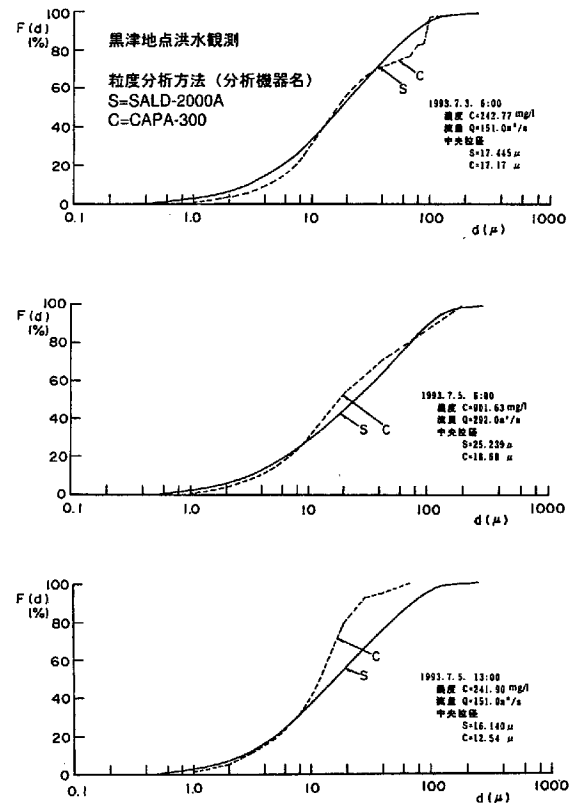 F(d)
(%)
黒津地点洪水観測
粒度分析方法（分析機器名）
S=SALD-2000A
C=CAPA-300
100
80
60
40
20
0
C
S
1993.7.3. 6:00
濃度 C=242.77 mg/l
流量 Q=151.0m³/s
中央粒径
S=17.445μ
C=17.17 μ
0.1
1.0
10
100
1000
d(μ)
F(d)
(%)
100
80
60
40
20
0
S
C
1993.7.5. 6:00
濃度 C=801.63 mg/l
流量 Q=292.0m³/s
中央粒径
S=25.239μ
C=18.68 μ
0.1
1.0
10
100
1000
d(μ)
F(d)
(%)
100
80
60
40
20
0
C
S
1993.7.5. 13:00
濃度 C=241.90 mg/l
流量 Q=151.0m³/s
中央粒径
S=16.140μ
C=12.54 μ
0.1
1.0
10
100
1000
d(μ)